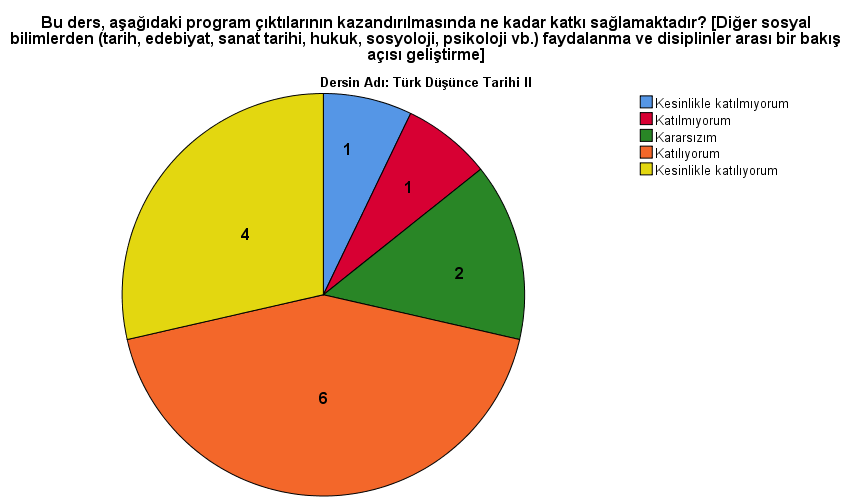 Bu ders, aşağıdaki program çıktılarının kazandırılmasında ne kadar katkı sağlamaktadır? [Diğer sosyal
bilimlerden (tarih, edebiyat, sanat tarihi, hukuk, sosyoloji, psikoloji vb.) faydalanma ve disiplinler arası bir bakış
açısı geliştirme]
Dersin Adı: Türk Düşünce Tarihi II
Kesinlikle katılmıyorum
Katılmıyorum
Kararsızım
Katılıyorum
Kesinlikle katılıyorum
1
1
2
6
4